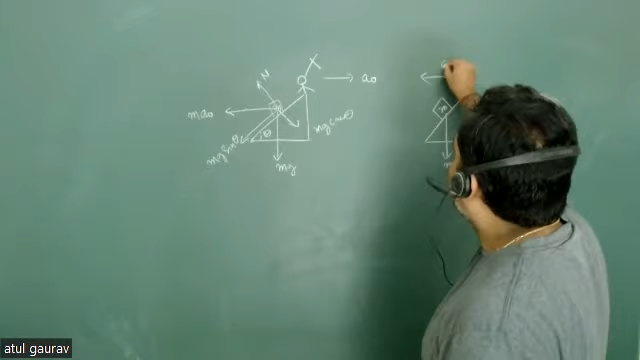 N
a₀
ma₀
m
θ
mg cosθ
mg sinθ
mg
m
atul gaurav